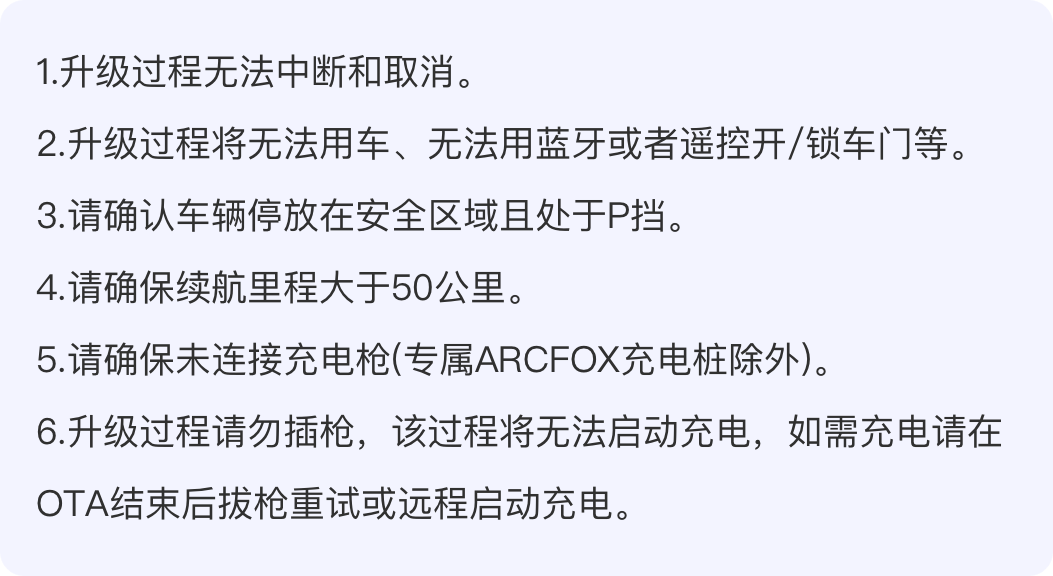 1.升级过程无法中断和取消。
2.升级过程将无法用车、无法用蓝牙或者遥控开/锁车门等。
3.请确认车辆停放在安全区域且处于P挡。
4.请确保续航里程大于50公里。
5.请确保未连接充电枪(专属ARCFOX充电桩除外)。
6.升级过程请勿插枪，该过程将无法启动充电，如需充电请在
OTA结束后拔枪重试或远程启动充电。